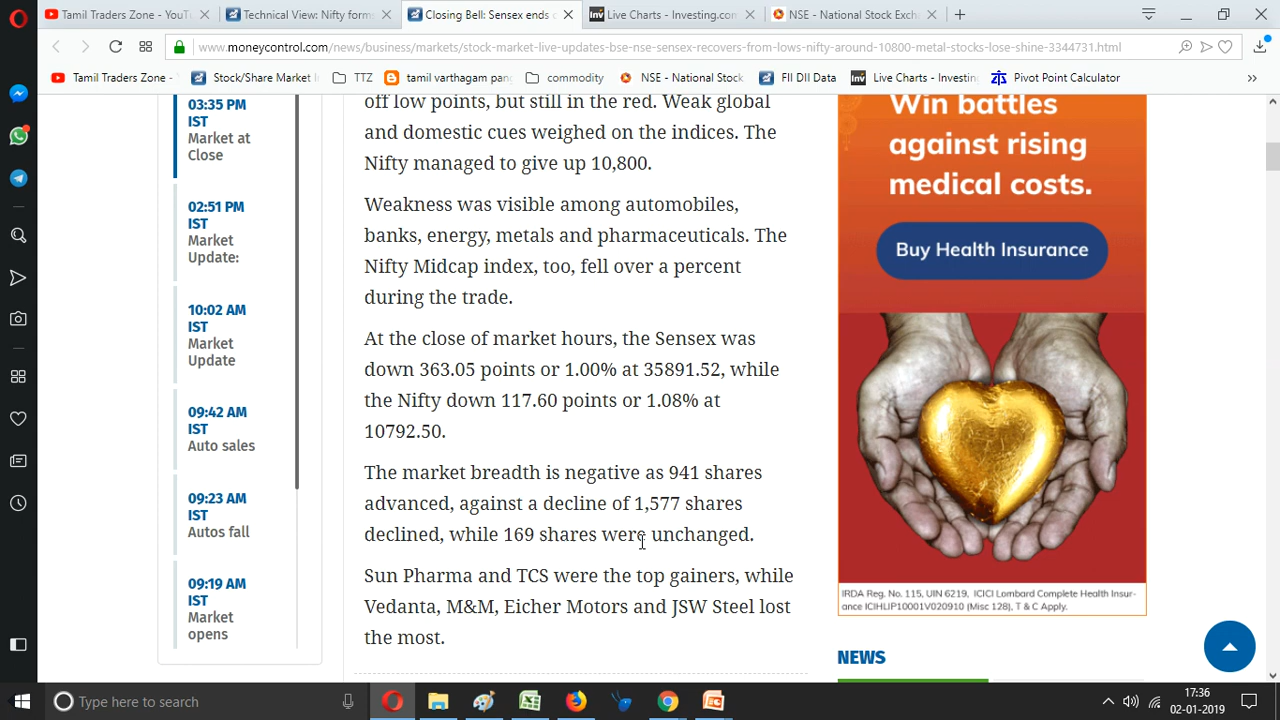 Tamil Traders Zone - YouT
Technical View: Nifty form
Closing Bell: Sensex ends
Live Charts - Investing.con
NSE - National Stock Exch
www.moneycontrol.com/news/business/markets/stock-market-live-updates-bse-nse-sensex-recovers-from-lows-nifty-around-10800-metal-stocks-lose-shine-3344731.html
Tamil Traders Zone -
Stock/Share Market
TTZ
tamil varthagam
commodity
NSE - National Stock
FII DII Data
Live Charts - Investin
Pivot Point Calculator
03:35 PM
IST
Market at
Close
02:51 PM
IST
Market
Update:
10:02 AM
IST
Market
Update
09:42 AM
IST
Auto sales
09:23 AM
IST
Autos fall
09:19 AM
IST
Market
opens
off low points, but still in the red. Weak global
and domestic cues weighed on the indices. The
Nifty managed to give up 10,800.
Weakness was visible among automobiles,
banks, energy, metals and pharmaceuticals. The
Nifty Midcap index, too, fell over a percent
during the trade.
At the close of market hours, the Sensex was
down 363.05 points or 1.00% at 35891.52, while
the Nifty down 117.60 points or 1.08% at
10792.50.
The market breadth is negative as 941 shares
advanced, against a decline of 1,577 shares
declined, while 169 shares were unchanged.
Sun Pharma and TCS were the top gainers, while
Vedanta, M&M, Eicher Motors and JSW Steel lost
the most.
Win battles
against rising
medical costs.
Buy Health Insurance
IRDA Reg. No. 115, UIN 6219, ICICI Lombard Complete Health Insur-
ance ICIHLIP10001V020910 (Misc 128), T & C Apply.
NEWS
Type here to search
17:36
02-01-2019